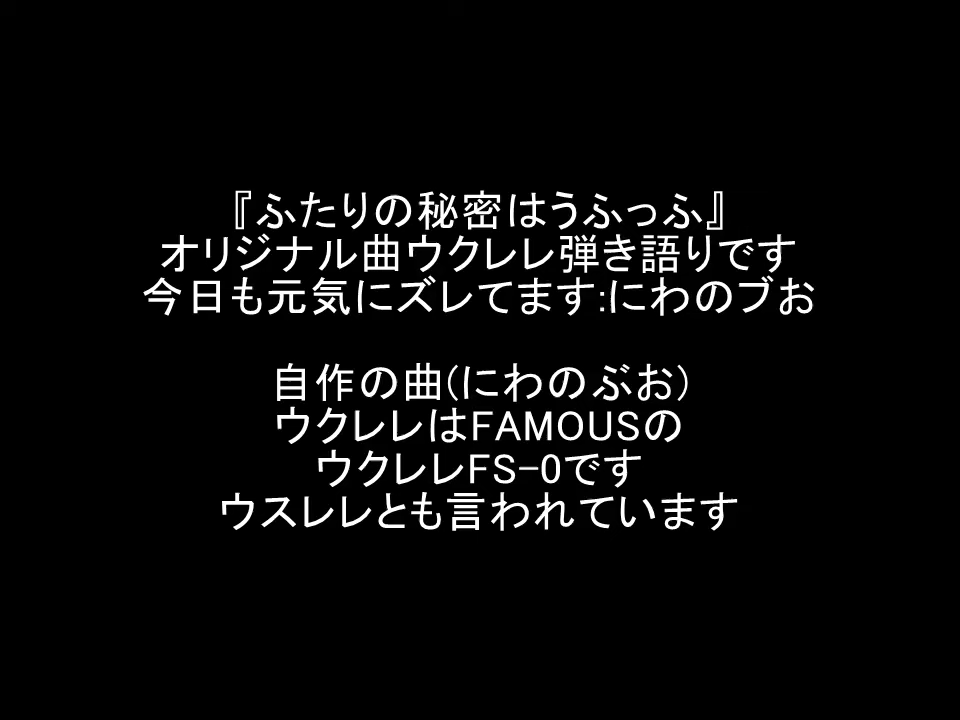 『ふたりの秘密はうふっふ』
オリジナル曲ウクレレ弾き語りです
今日も元気にズレてます:にわのブお
自作の曲(にわのぶお)
ウクレレはFAMOUSの
ウクレレFS-0です
ウスレレとも言われています